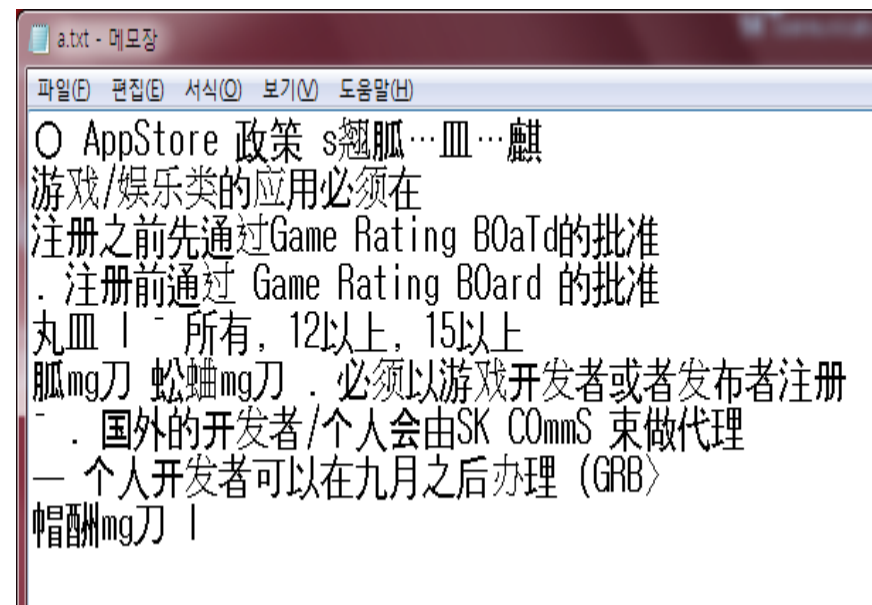 a.txt - 메모장
파일(F) 편집(E) 서식(O) 보기(V) 도움말(H)
○ AppStore 政策 s翘胍…皿…麒
游戏/娱乐类的应用必须在
注册之前先通过Game Rating BOaTd的批准
. 注册前通过 Game Rating BOard 的批准
丸皿 l ˉ 所有, 12以上, 15以上
胍mg刀 蚣蛐mg刀 . 必须以游戏开发者或者发布者注册
ˉ . 国外的开发者/个人会由SK COmmS 束做代理
— 个人开发者可以在九月之后办理 (GRB〉
帽酬mg刀 l